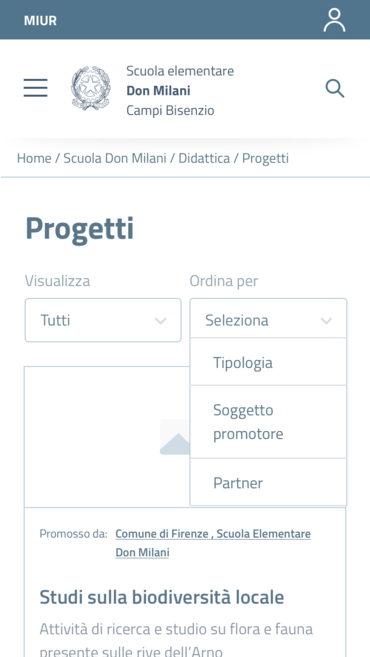 MIUR
Scuola elementare
Don Milani
Campi Bisenzio
Home / Scuola Don Milani / Didattica / Progetti
Progetti
Visualizza
Tutti
Ordina per
Seleziona
Tipologia
Soggetto
promotore
Partner
Promosso da: Comune di Firenze , Scuola Elementare
Don Milani
Studi sulla biodiversità locale
Attività di ricerca e studio su flora e fauna
presente sulle rive dell’Arno